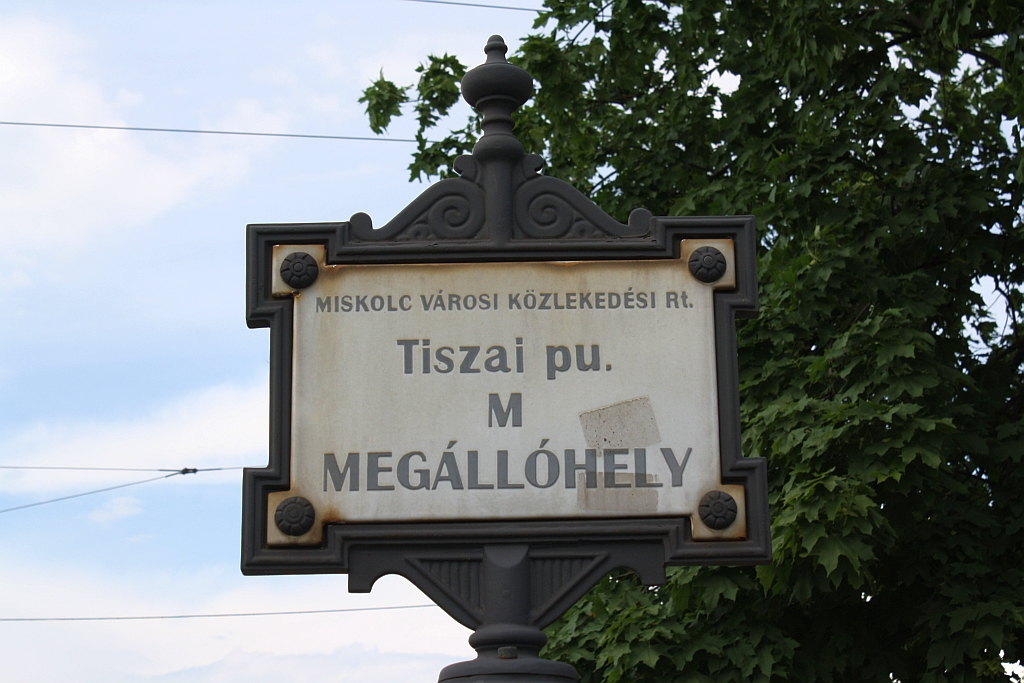 MISKOLC VÁROSI KÖZLEKEDÉSI Rt.
Tiszai pu.
M
MEGÁLLÓHELY